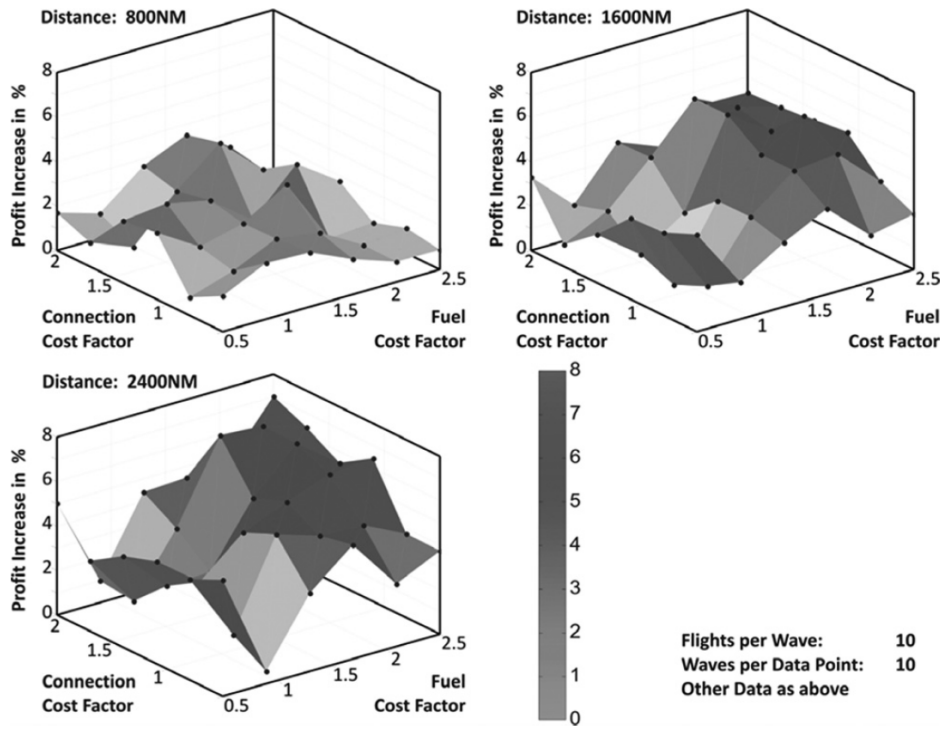 Distance: 800NM
Profit Increase in %
8
6
4
2
0
2
1.5
1
0.5
1
1.5
2
2.5
Connection
Cost Factor
Fuel
Cost Factor
Distance: 1600NM
Profit Increase in %
8
6
4
2
0
2
1.5
1
0.5
1
1.5
2
2.5
Connection
Cost Factor
Fuel
Cost Factor
Distance: 2400NM
Profit Increase in %
8
6
4
2
0
2
1.5
1
0.5
1
1.5
2
2.5
Connection
Cost Factor
Fuel
Cost Factor
8
7
6
5
4
3
2
1
0
Flights per Wave: 10
Waves per Data Point: 10
Other Data as above